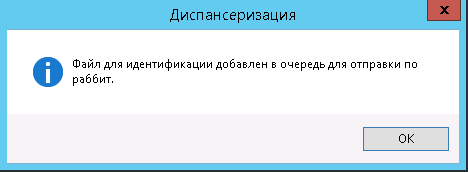 Диспансеризация
x
Файл для идентификации добавлен в очередь для отправки по
раббит.
OK